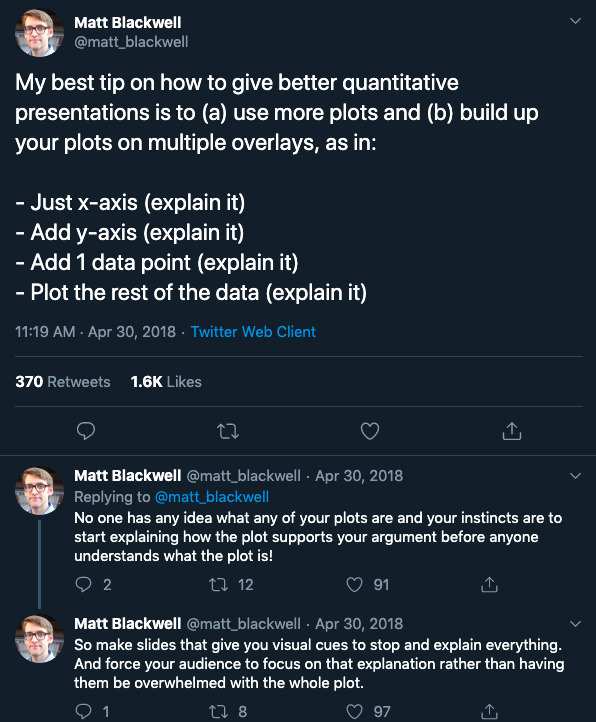 Matt Blackwell
@matt_blackwell
My best tip on how to give better quantitative
presentations is to (a) use more plots and (b) build up
your plots on multiple overlays, as in:
- Just x-axis (explain it)
- Add y-axis (explain it)
- Add 1 data point (explain it)
- Plot the rest of the data (explain it)
11:19 AM · Apr 30, 2018 · Twitter Web Client
370 Retweets 1.6K Likes
Matt Blackwell @matt_blackwell · Apr 30, 2018
Replying to @matt_blackwell
No one has any idea what any of your plots are and your instincts are to
start explaining how the plot supports your argument before anyone
understands what the plot is!
2 12 91
Matt Blackwell @matt_blackwell · Apr 30, 2018
So make slides that give you visual cues to stop and explain everything.
And force your audience to focus on that explanation rather than having
them be overwhelmed with the whole plot.
1 8 97